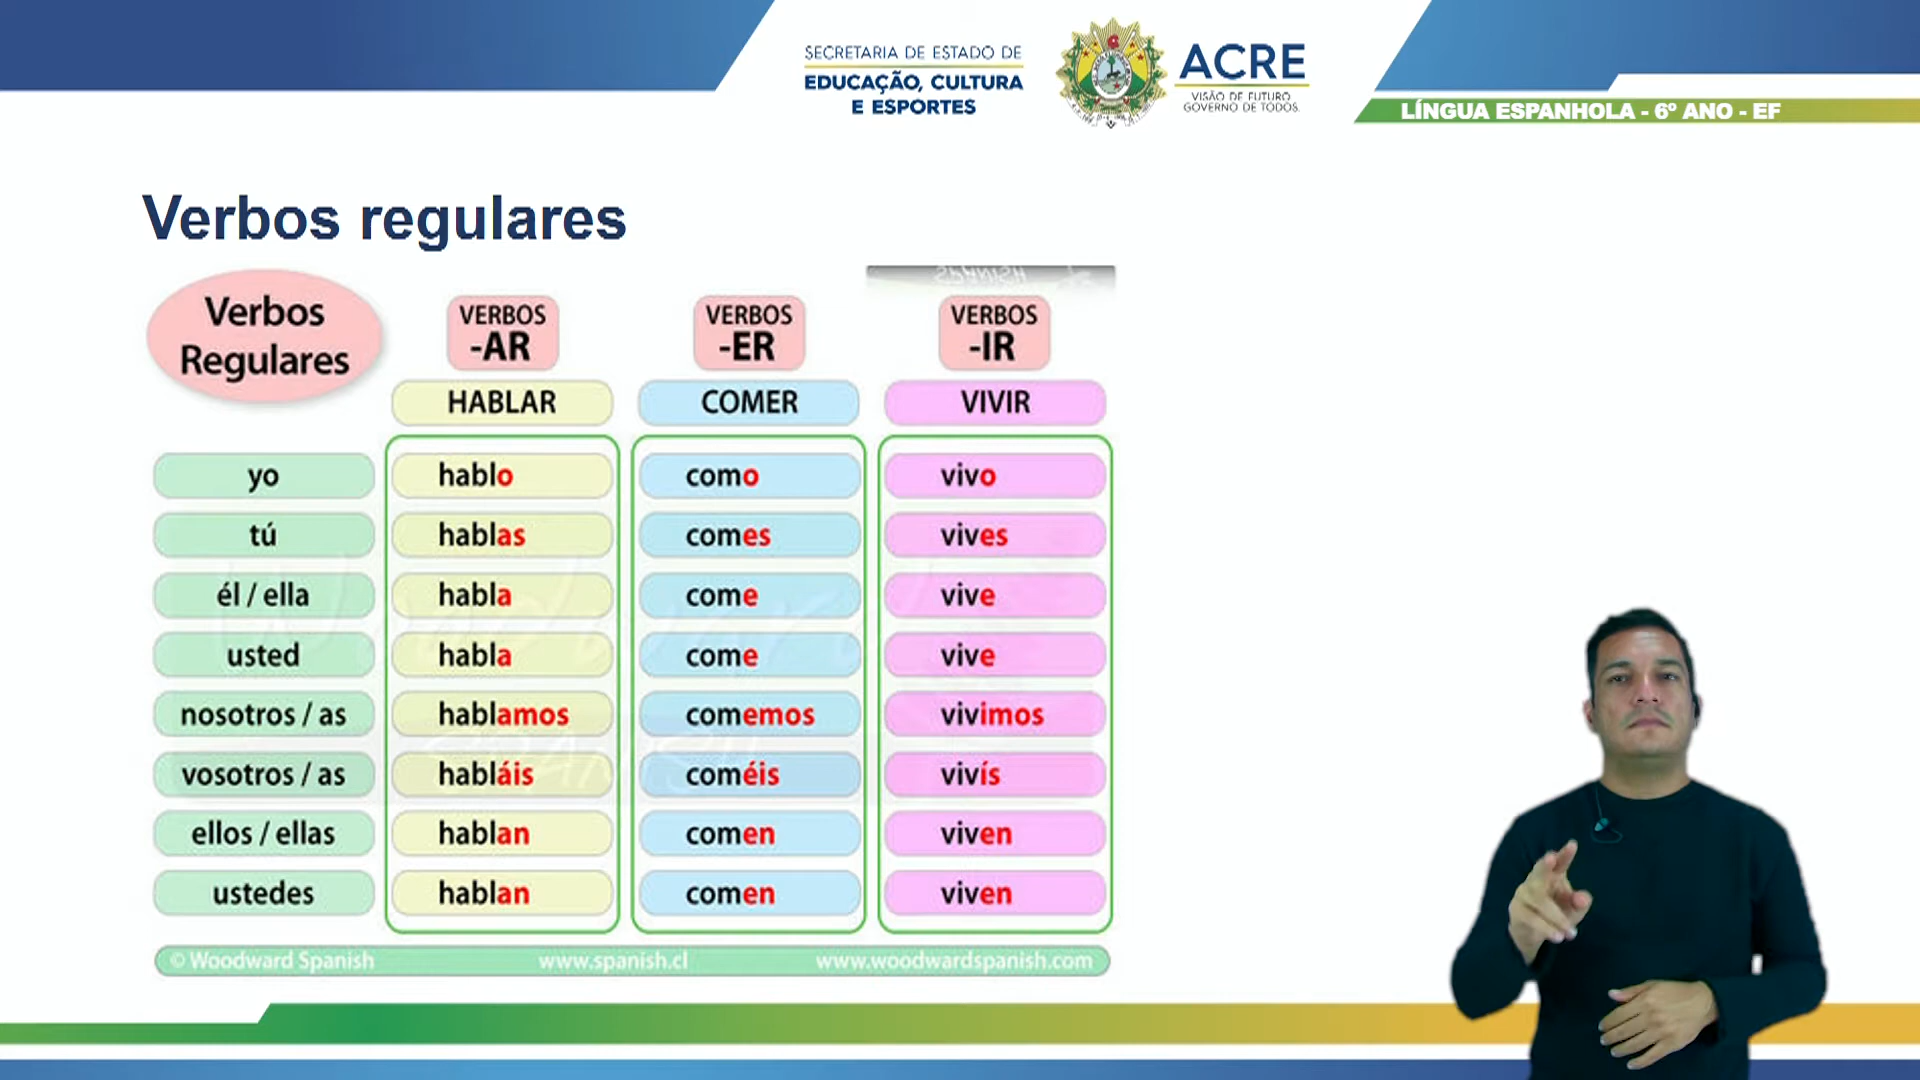 SECRETARIA DE ESTADO DE
EDUCAÇÃO, CULTURA
E ESPORTES
ACRE
VISÃO DE FUTURO
GOVERNO DE TODOS.
LÍNGUA ESPANHOLA - 6º ANO - EF
Verbos regulares
SPANISH
Verbos
Regulares
VERBOS
-AR
VERBOS
-ER
VERBOS
-IR
HABLAR COMER VIVIR
yo hablo como vivo
tú hablas comes vives
él / ella habla come vive
usted habla come vive
nosotros / as hablamos comemos vivimos
vosotros / as habláis coméis vivís
ellos / ellas hablan comen viven
ustedes hablan comen viven
Woodward
SPANISH
© Woodward Spanish www.spanish.cl www.woodwardspanish.com